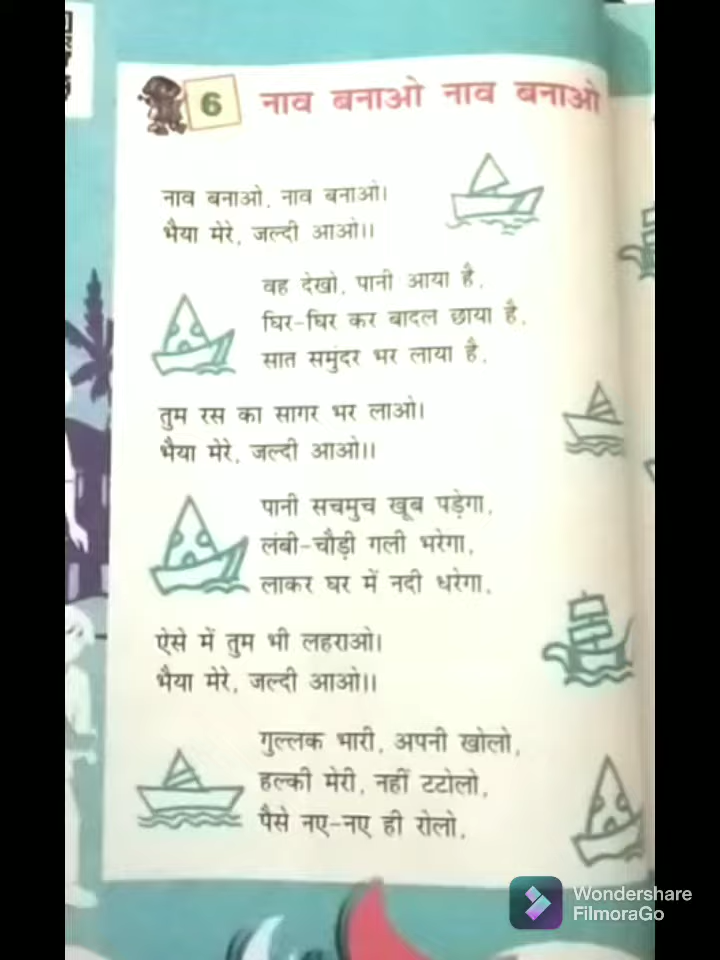 6 नाव बनाओ नाव बनाओ
नाव बनाओ, नाव बनाओ।
भैया मेरे, जल्दी आओ।।
वह देखो, पानी आया है,
घिर-घिर कर बादल छाया है,
सात समुंदर भर लाया है,
तुम रस का सागर भर लाओ।
भैया मेरे, जल्दी आओ।।
पानी सचमुच खूब पड़ेगा,
लंबी-चौड़ी गली भरेगा,
लाकर घर में नदी धरेगा,
ऐसे में तुम भी लहराओ।
भैया मेरे, जल्दी आओ।।
गुल्लक भारी, अपनी खोलो,
हल्की मेरी, नहीं टटोलो,
पैसे नए-नए ही रोलो,
Wondershare
FilmoraGo